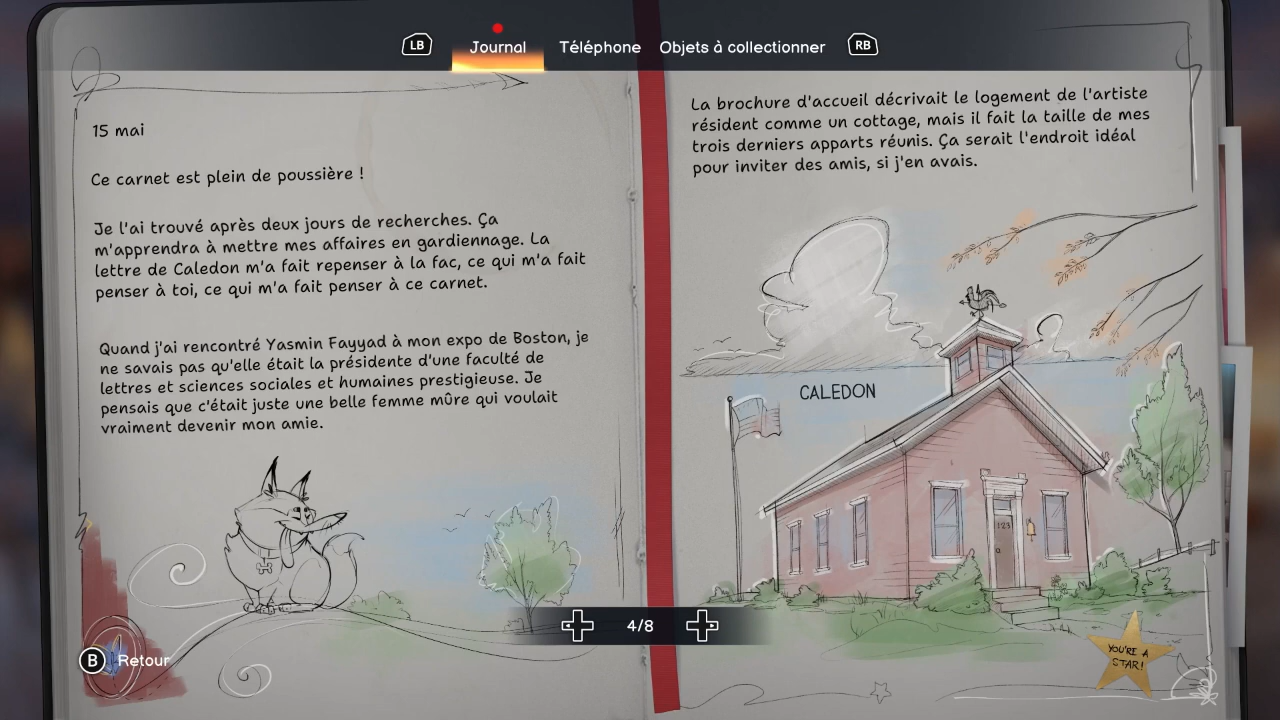 LB
Journal
Téléphone
Objets à collectionner
RB
15 mai
Ce carnet est plein de poussière !
Je l'ai trouvé après deux jours de recherches. Ça
m'apprendra à mettre mes affaires en gardiennage. La
lettre de Caledon m'a fait repenser à la fac, ce qui m'a fait
penser à toi, ce qui m'a fait penser à ce carnet.
Quand j'ai rencontré Yasmin Fayyad à mon expo de Boston, je
ne savais pas qu'elle était la présidente d'une faculté de
lettres et sciences sociales et humaines prestigieuse. Je
pensais que c'était juste une belle femme mûre qui voulait
vraiment devenir mon amie.
La brochure d'accueil décrivait le logement de l'artiste
résident comme un cottage, mais il fait la taille de mes
trois derniers apparts réunis. Ça serait l'endroit idéal
pour inviter des amis, si j'en avais.
CALEDON
123
YOU'RE A
STAR!
4/8
B Retour